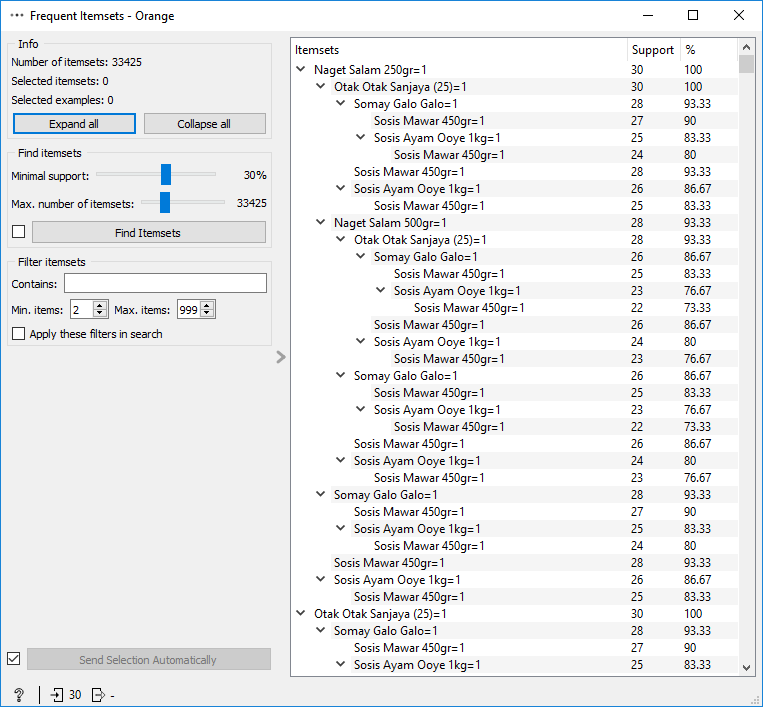 Frequent Itemsets - Orange
Info
Number of itemsets: 33425
Selected itemsets: 0
Selected examples: 0
Expand all
Collapse all
Find itemsets
Minimal support: 30%
Max. number of itemsets: 33425
Find Itemsets
Filter itemsets
Contains:
Min. items: 2 Max. items: 999
Apply these filters in search
Send Selection Automatically
? 30 -
Itemsets Support %
Naget Salam 250gr=1 30 100
Otak Otak Sanjaya (25)=1 30 100
Somay Galo Galo=1 28 93.33
Sosis Mawar 450gr=1 27 90
Sosis Ayam Ooye 1kg=1 25 83.33
Sosis Mawar 450gr=1 24 80
Sosis Mawar 450gr=1 28 93.33
Sosis Ayam Ooye 1kg=1 26 86.67
Sosis Mawar 450gr=1 25 83.33
Naget Salam 500gr=1 28 93.33
Otak Otak Sanjaya (25)=1 28 93.33
Somay Galo Galo=1 26 86.67
Sosis Mawar 450gr=1 25 83.33
Sosis Ayam Ooye 1kg=1 23 76.67
Sosis Mawar 450gr=1 22 73.33
Sosis Mawar 450gr=1 26 86.67
Sosis Ayam Ooye 1kg=1 24 80
Sosis Mawar 450gr=1 23 76.67
Somay Galo Galo=1 26 86.67
Sosis Mawar 450gr=1 25 83.33
Sosis Ayam Ooye 1kg=1 23 76.67
Sosis Mawar 450gr=1 22 73.33
Sosis Mawar 450gr=1 26 86.67
Sosis Ayam Ooye 1kg=1 24 80
Sosis Mawar 450gr=1 23 76.67
Somay Galo Galo=1 28 93.33
Sosis Mawar 450gr=1 27 90
Sosis Ayam Ooye 1kg=1 25 83.33
Sosis Mawar 450gr=1 24 80
Sosis Mawar 450gr=1 28 93.33
Sosis Ayam Ooye 1kg=1 26 86.67
Sosis Mawar 450gr=1 25 83.33
Otak Otak Sanjaya (25)=1 30 100
Somay Galo Galo=1 28 93.33
Sosis Mawar 450gr=1 27 90
Sosis Ayam Ooye 1kg=1 25 83.33